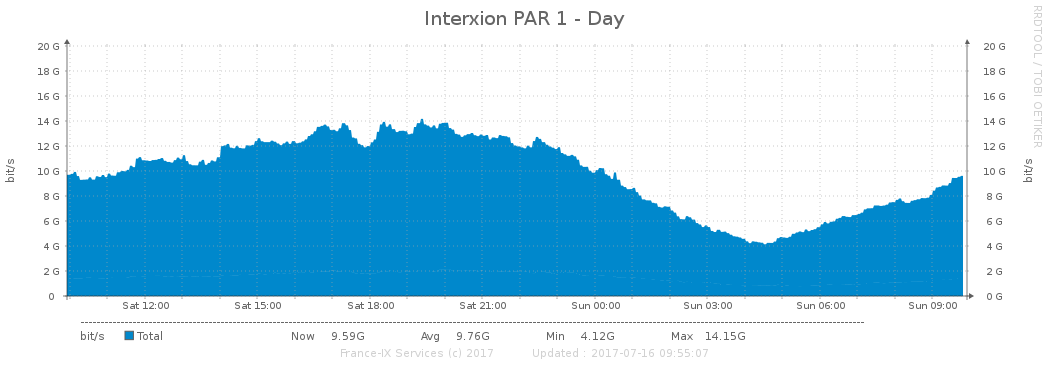 Interxion PAR 1 - Day
RRDTOOL / TOBI OETIKER
bit/s
20 G 20 G
18 G 18 G
16 G 16 G
14 G 14 G
12 G 12 G
10 G 10 G
8 G 8 G
6 G 6 G
4 G 4 G
2 G 2 G
0 0 G
bit/s
Sat 12:00 Sat 15:00 Sat 18:00 Sat 21:00 Sun 00:00 Sun 03:00 Sun 06:00 Sun 09:00
bit/s Total Now 9.59G Avg 9.76G Min 4.12G Max 14.15G
France-IX Services (c) 2017 Updated : 2017-07-16 09:55:07